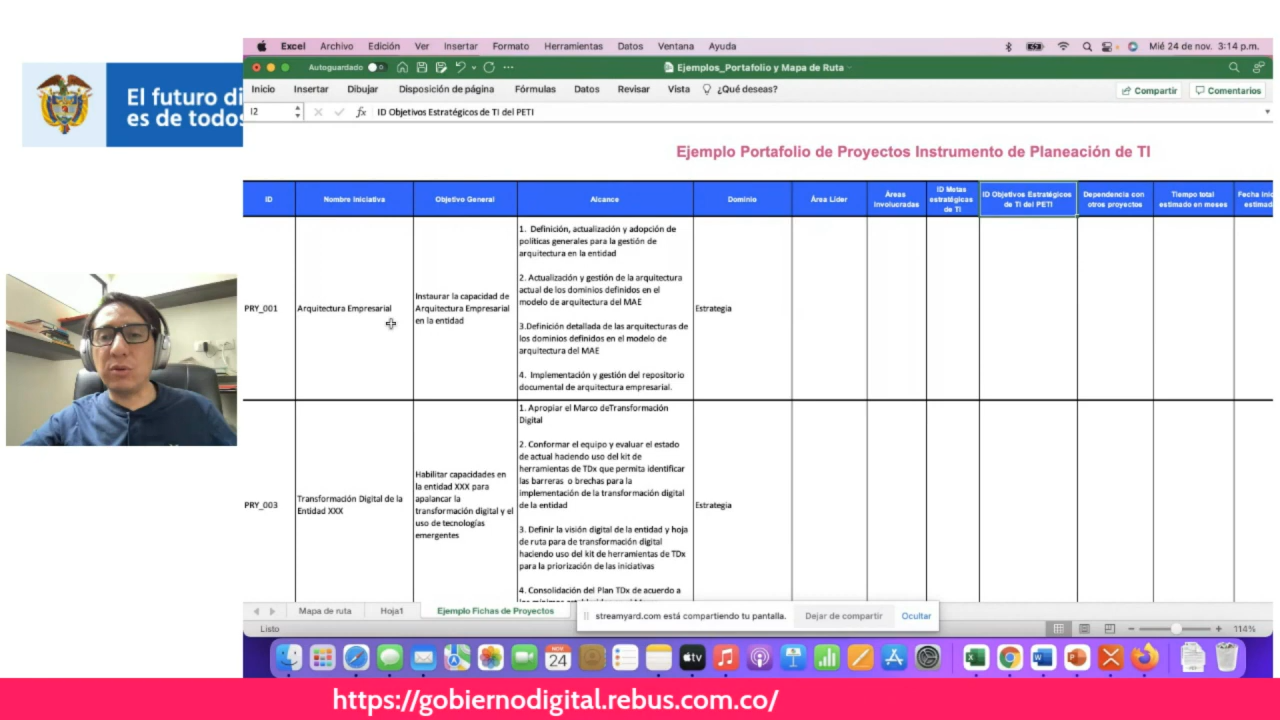 El futuro di
es de todos
Excel Archivo Edición Ver Insertar Formato Herramientas Datos Ventana Ayuda
Mié 24 de nov. 3:14 p.m.
Autoguardado
Ejemplos_Portafolio y Mapa de Ruta
Inicio Insertar Dibujar Disposición de página Fórmulas Datos Revisar Vista ¿Qué deseas?
Compartir Comentarios
I2 fx ID Objetivos Estratégicos de TI del PETI
Ejemplo Portafolio de Proyectos Instrumento de Planeación de TI
ID
Nombre Iniciativa
Objetivo General
Alcance
Dominio
Área Lider
Áreas
Involucradas
ID Metas
estratégicas
de TI
ID Objetivos Estratégicos
de TI del PETI
Dependencia con
otros proyectos
Tiempo total
estimado en meses
Fecha inic
estimad
PRY_001
Arquitectura Empresarial
Instaurar la capacidad de
Arquitectura Empresarial
en la entidad
1. Definición, actualización y adopción de
políticas generales para la gestión de
arquitectura en la entidad
2. Actualización y gestión de la arquitectura
actual de los dominios definidos en el
modelo de arquitectura del MAE
3.Definición detallada de las arquitecturas de
los dominios definidos en el modelo de
arquitectura del MAE
4. Implementación y gestión del repositorio
documental de arquitectura empresarial.
Estrategia
PRY_003
Transformación Digital de la
Entidad XXX
Habilitar capacidades en
la entidad XXX para
apalancar la
transformación digital y el
uso de tecnologías
emergentes
1. Apropiar el Marco deTransformación
Digital
2. Conformar el equipo y evaluar el estado
de actual haciendo uso del kit de
herramientas de TDx que permita identificar
las barreras o brechas para la
implementación de la transformación digital
de la entidad
3. Definir la visión digital de la entidad y hoja
de ruta para de transformación digital
haciendo uso del kit de herramientas de TDx
para la priorización de las iniciativas
4. Consolidación del Plan TDx de acuerdo a
Estrategia
Mapa de ruta Hoja1 Ejemplo Fichas de Proyectos
streamyard.com está compartiendo tu pantalla. Dejar de compartir Ocultar
Listo
114%
NOV
24
tv
https://gobiernodigital.rebus.com.co/